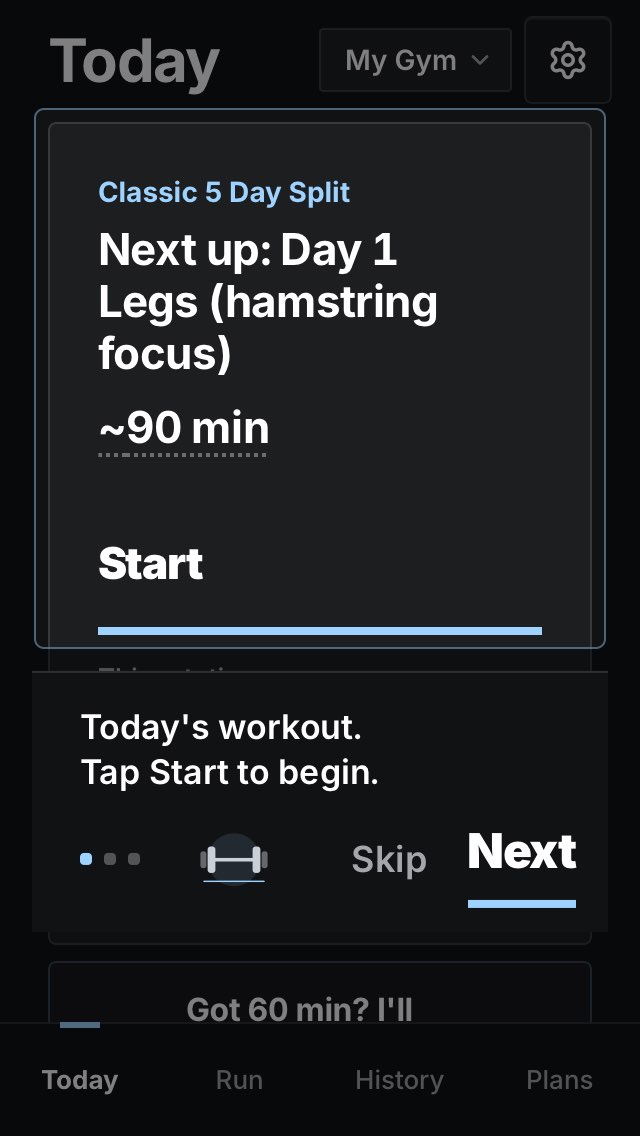 Today
My Gym
Classic 5 Day Split
Next up: Day 1
Legs (hamstring
focus)
~90 min
Start
Today's workout.
Tap Start to begin.
Skip
Next
Got 60 min? I'll
Today
Run
History
Plans